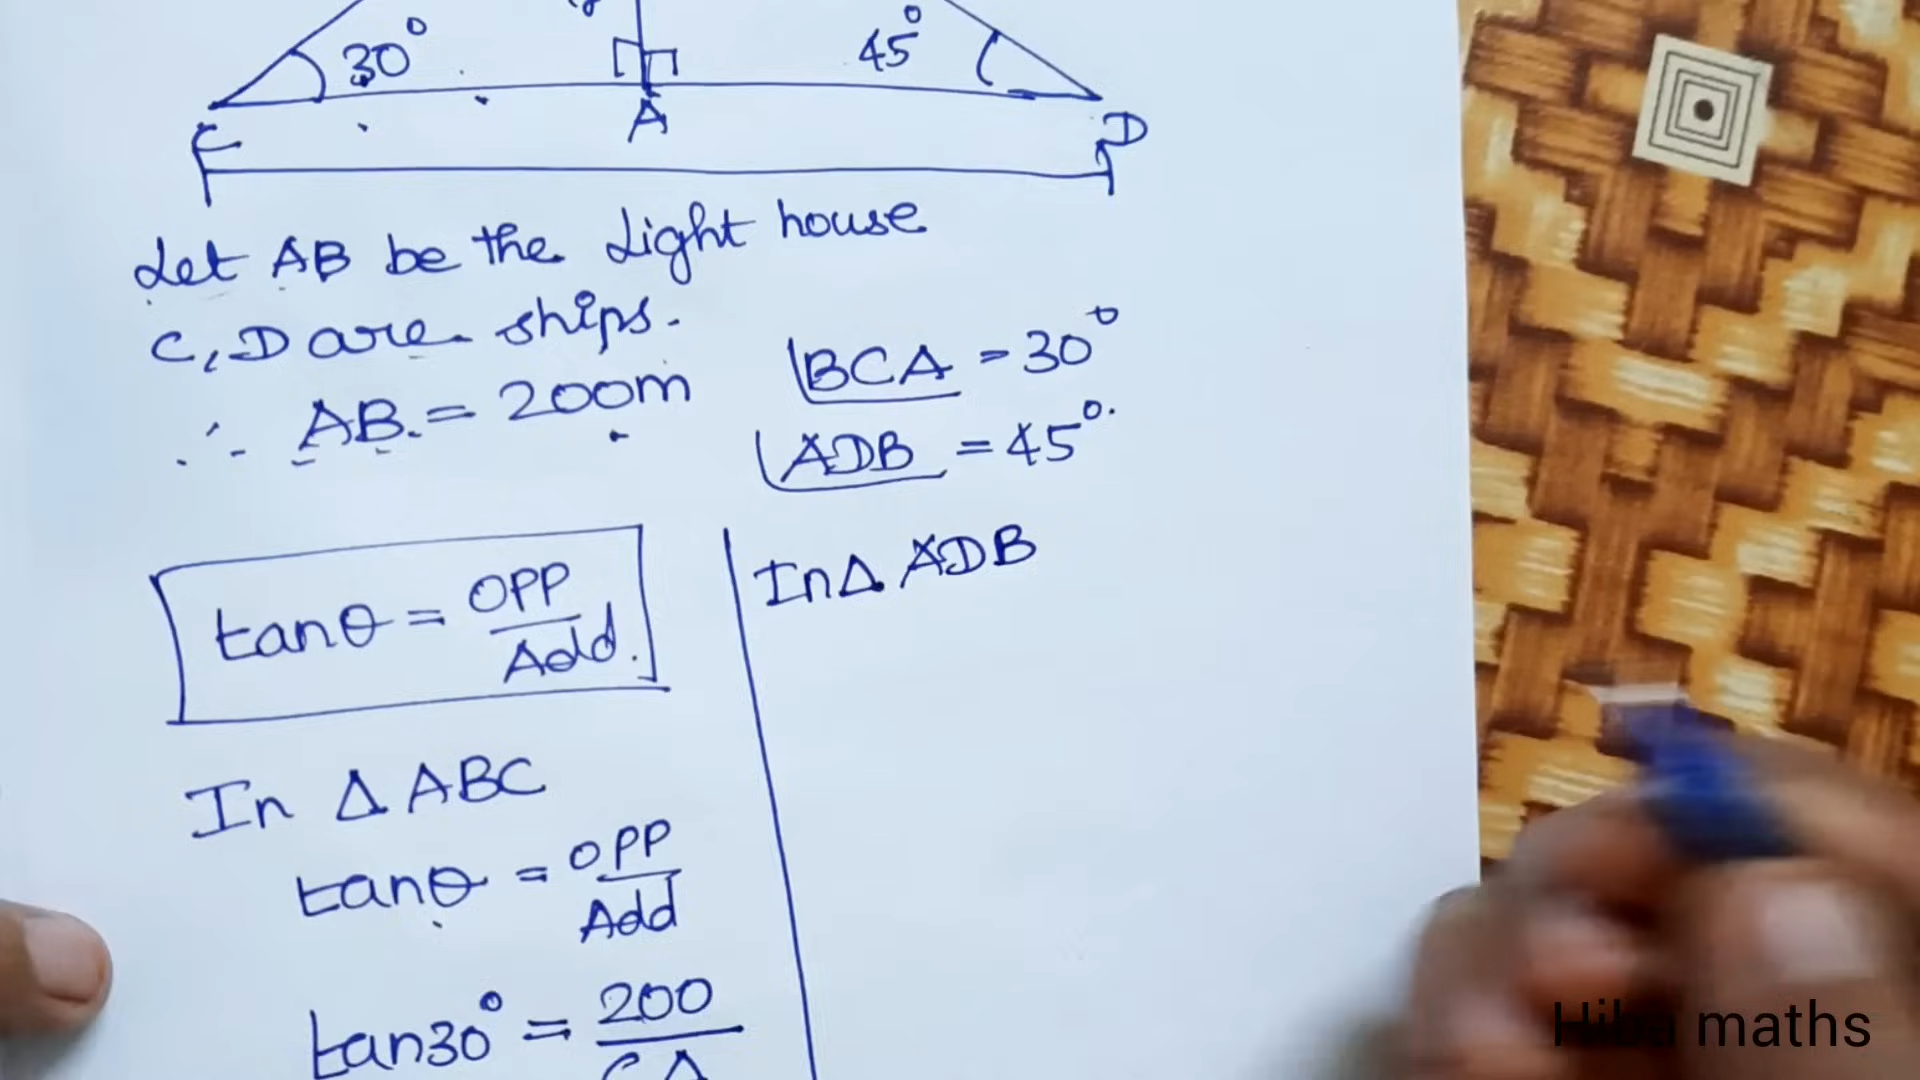 30° 45°
C A D
Let AB be the Light house
C, D are ships.
∴ AB = 200m
BCA = 30°
ADB = 45°
tanθ = OPP/Add.
In Δ ABC
tanθ = OPP/Add
tan30° = 200/CA
In Δ ADB
Hiba maths